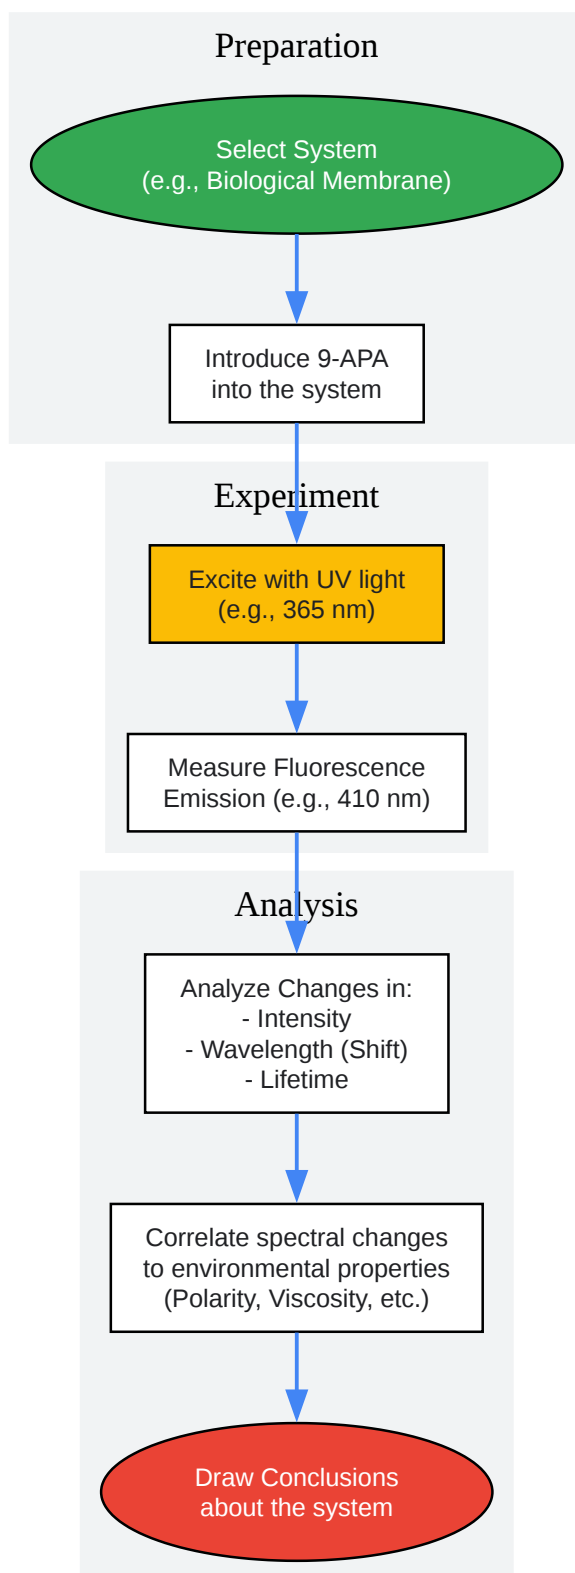 Preparation
Select System
(e.g., Biological Membrane)
Introduce 9-APA
into the system
Experiment
Excite with UV light
(e.g., 365 nm)
Measure Fluorescence
Emission (e.g., 410 nm)
Analysis
Analyze Changes in:
- Intensity
- Wavelength (Shift)
- Lifetime
Correlate spectral changes
to environmental properties
(Polarity, Viscosity, etc.)
Draw Conclusions
about the system